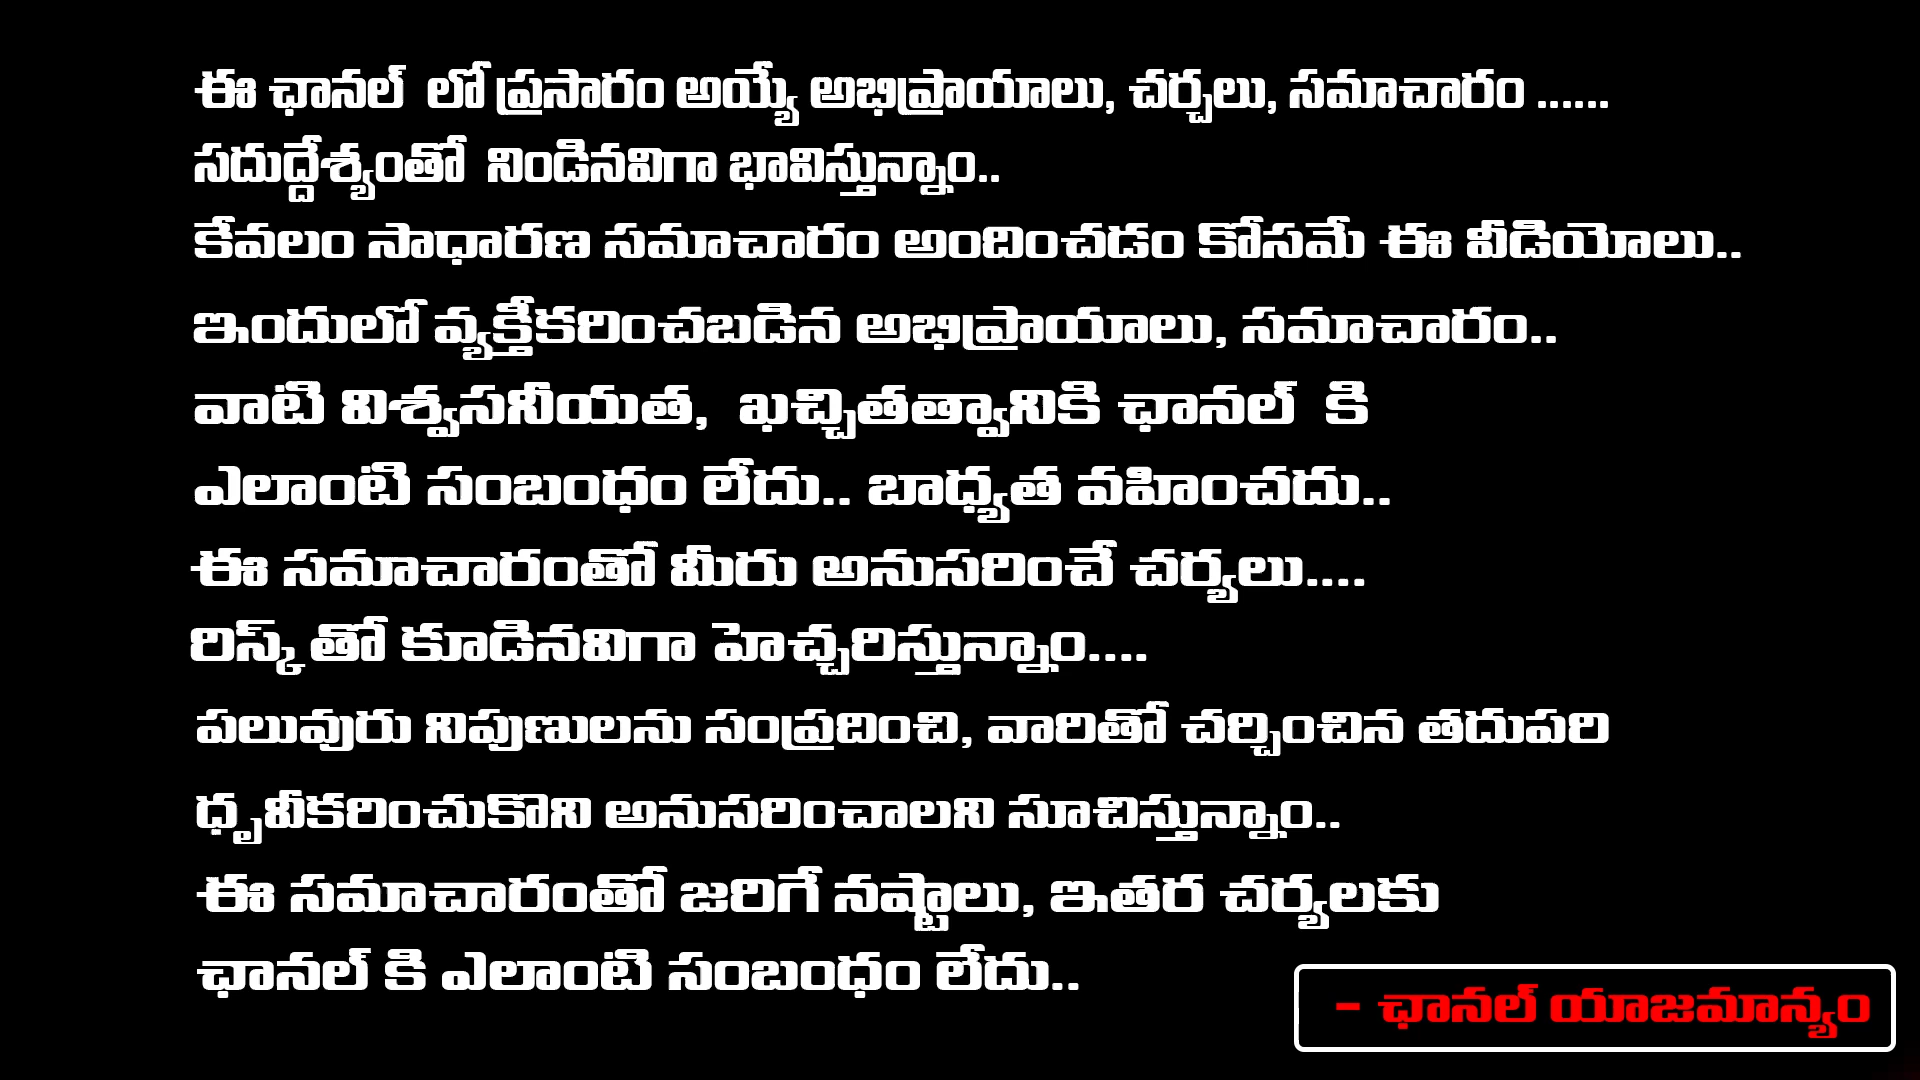 ఈ ఛానల్ లో ప్రసారం అయ్యే అభిప్రాయాలు, చర్చలు, సమాచారం ......
సదుద్దేశ్యంతో నిండినవిగా భావిస్తున్నాం..
కేవలం సాధారణ సమాచారం అందించడం కోసమే ఈ వీడియోలు..
ఇందులో వ్యక్తీకరించబడిన అభిప్రాయాలు, సమాచారం..
వాటి విశ్వసనీయత, ఖచ్చితత్వానికి ఛానల్ కి
ఎలాంటి సంబంధం లేదు.. బాధ్యత వహించదు..
ఈ సమాచారంతో మీరు అనుసరించే చర్యలు....
రిస్క్ తో కూడినవిగా హెచ్చరిస్తున్నాం....
పలువురు నిపుణులను సంప్రదించి, వారితో చర్చించిన తదుపరి
ధృవీకరించుకొని అనుసరించాలని సూచిస్తున్నాం..
ఈ సమాచారంతో జరిగే నష్టాలు, ఇతర చర్యలకు
ఛానల్ కి ఎలాంటి సంబంధం లేదు..
- ఛానల్ యాజమాన్యం